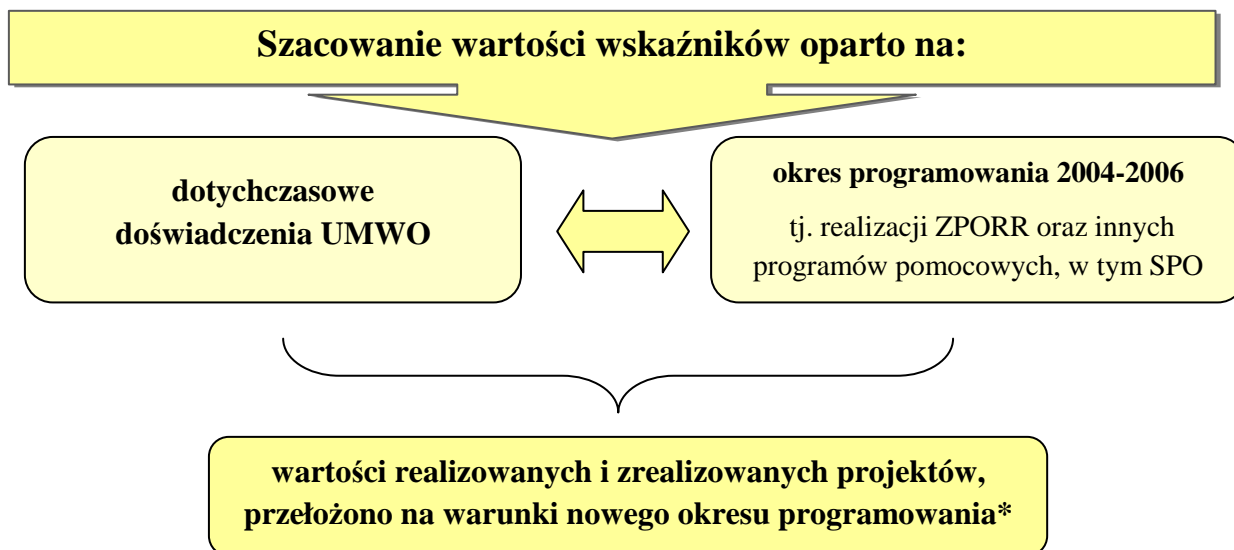 Szacowanie wartości wskaźników oparto na:
dotychczasowe
doświadczenia UMWO
okres programowania 2004-2006
tj. realizacji ZPORR oraz innych
programów pomocowych, w tym SPO
wartości realizowanych i zrealizowanych projektów,
przełożono na warunki nowego okresu programowania*